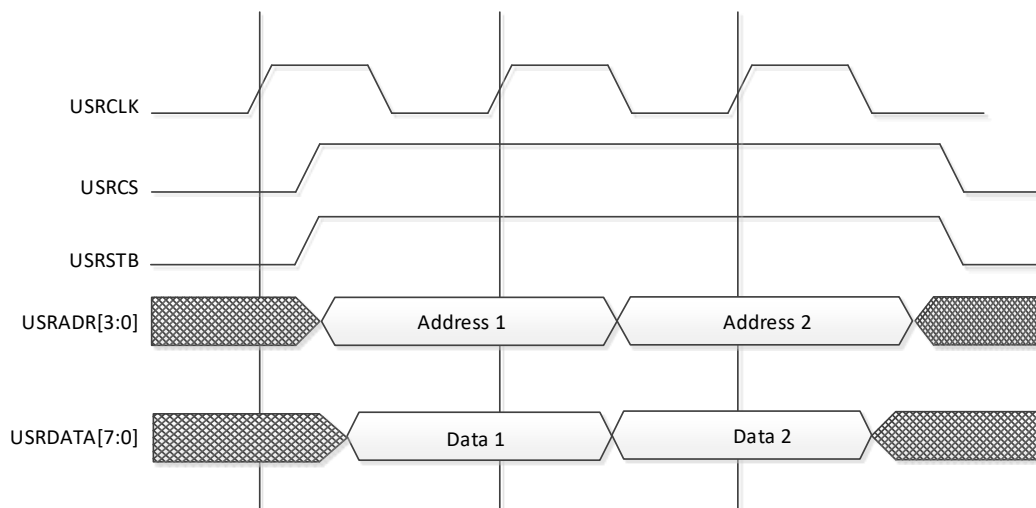 USRCLK
USRCS
USRSTB
USRADR[3:0]
Address 1
Address 2
USRDATA[7:0]
Data 1
Data 2